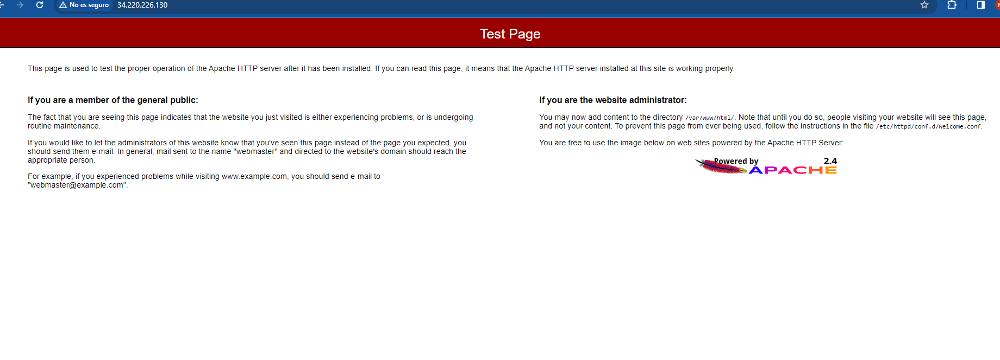 No es seguro 34.220.226.130
Test Page
This page is used to test the proper operation of the Apache HTTP server after it has been installed. If you can read this page, it means that the Apache HTTP server installed at this site is working properly.
If you are a member of the general public:
The fact that you are seeing this page indicates that the website you just visited is either experiencing problems, or is undergoing
routine maintenance.
If you would like to let the administrators of this website know that you've seen this page instead of the page you expected, you
should send them e-mail. In general, mail sent to the name "webmaster" and directed to the website's domain should reach the
appropriate person.
For example, if you experienced problems while visiting www.example.com, you should send e-mail to
"webmaster@example.com".
If you are the website administrator:
You may now add content to the directory /var/www/html/. Note that until you do so, people visiting your website will see this page,
and not your content. To prevent this page from ever being used, follow the instructions in the file /etc/httpd/conf.d/welcome.conf.
You are free to use the image below on web sites powered by the Apache HTTP Server:
Powered by 2.4
APACHE